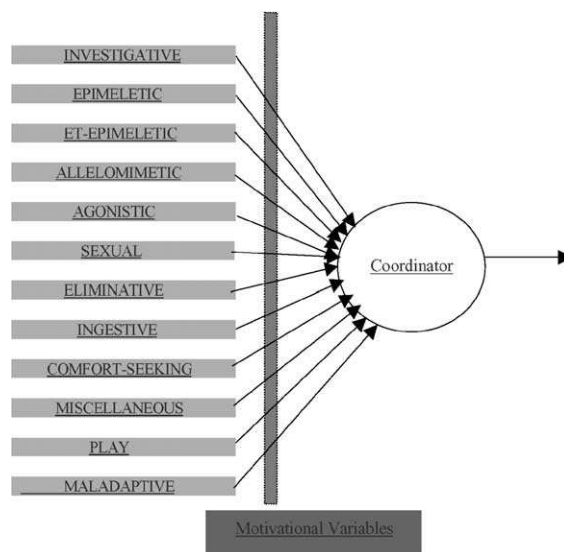 INVESTIGATIVE
EPIMELETIC
ET-EPIMELETIC
ALLELOMIMETIC
AGONISTIC
SEXUAL
ELIMINATIVE
INGESTIVE
COMFORT-SEEKING
MISCELLANEOUS
PLAY
MALADAPTIVE
Coordinator
Motivational Variables